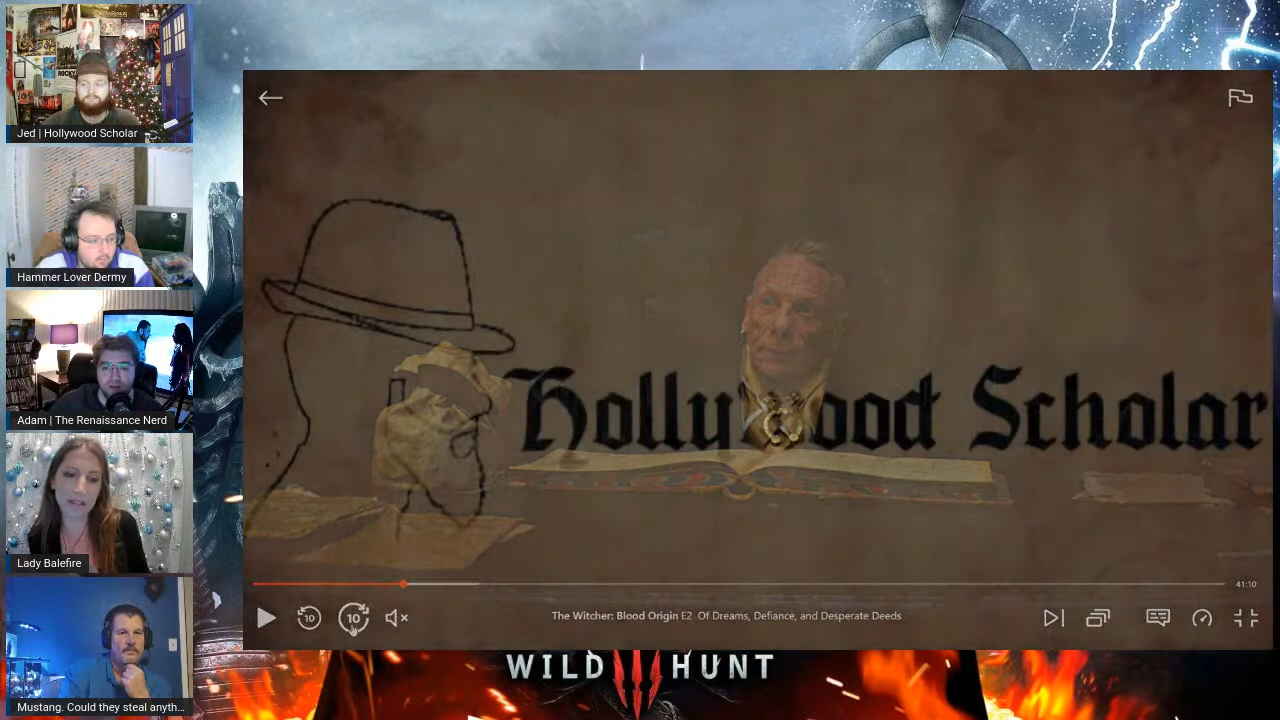 ROCKY
Jed | Hollywood Scholar
Hammer Lover Dermy
Adam | The Renaissance Nerd
Lady Balefire
Mustang. Could they steal anyth...
Hollywood Scholar
41:10
10
10
The Witcher: Blood Origin E2 Of Dreams, Defiance, and Desperate Deeds
WILD HUNT